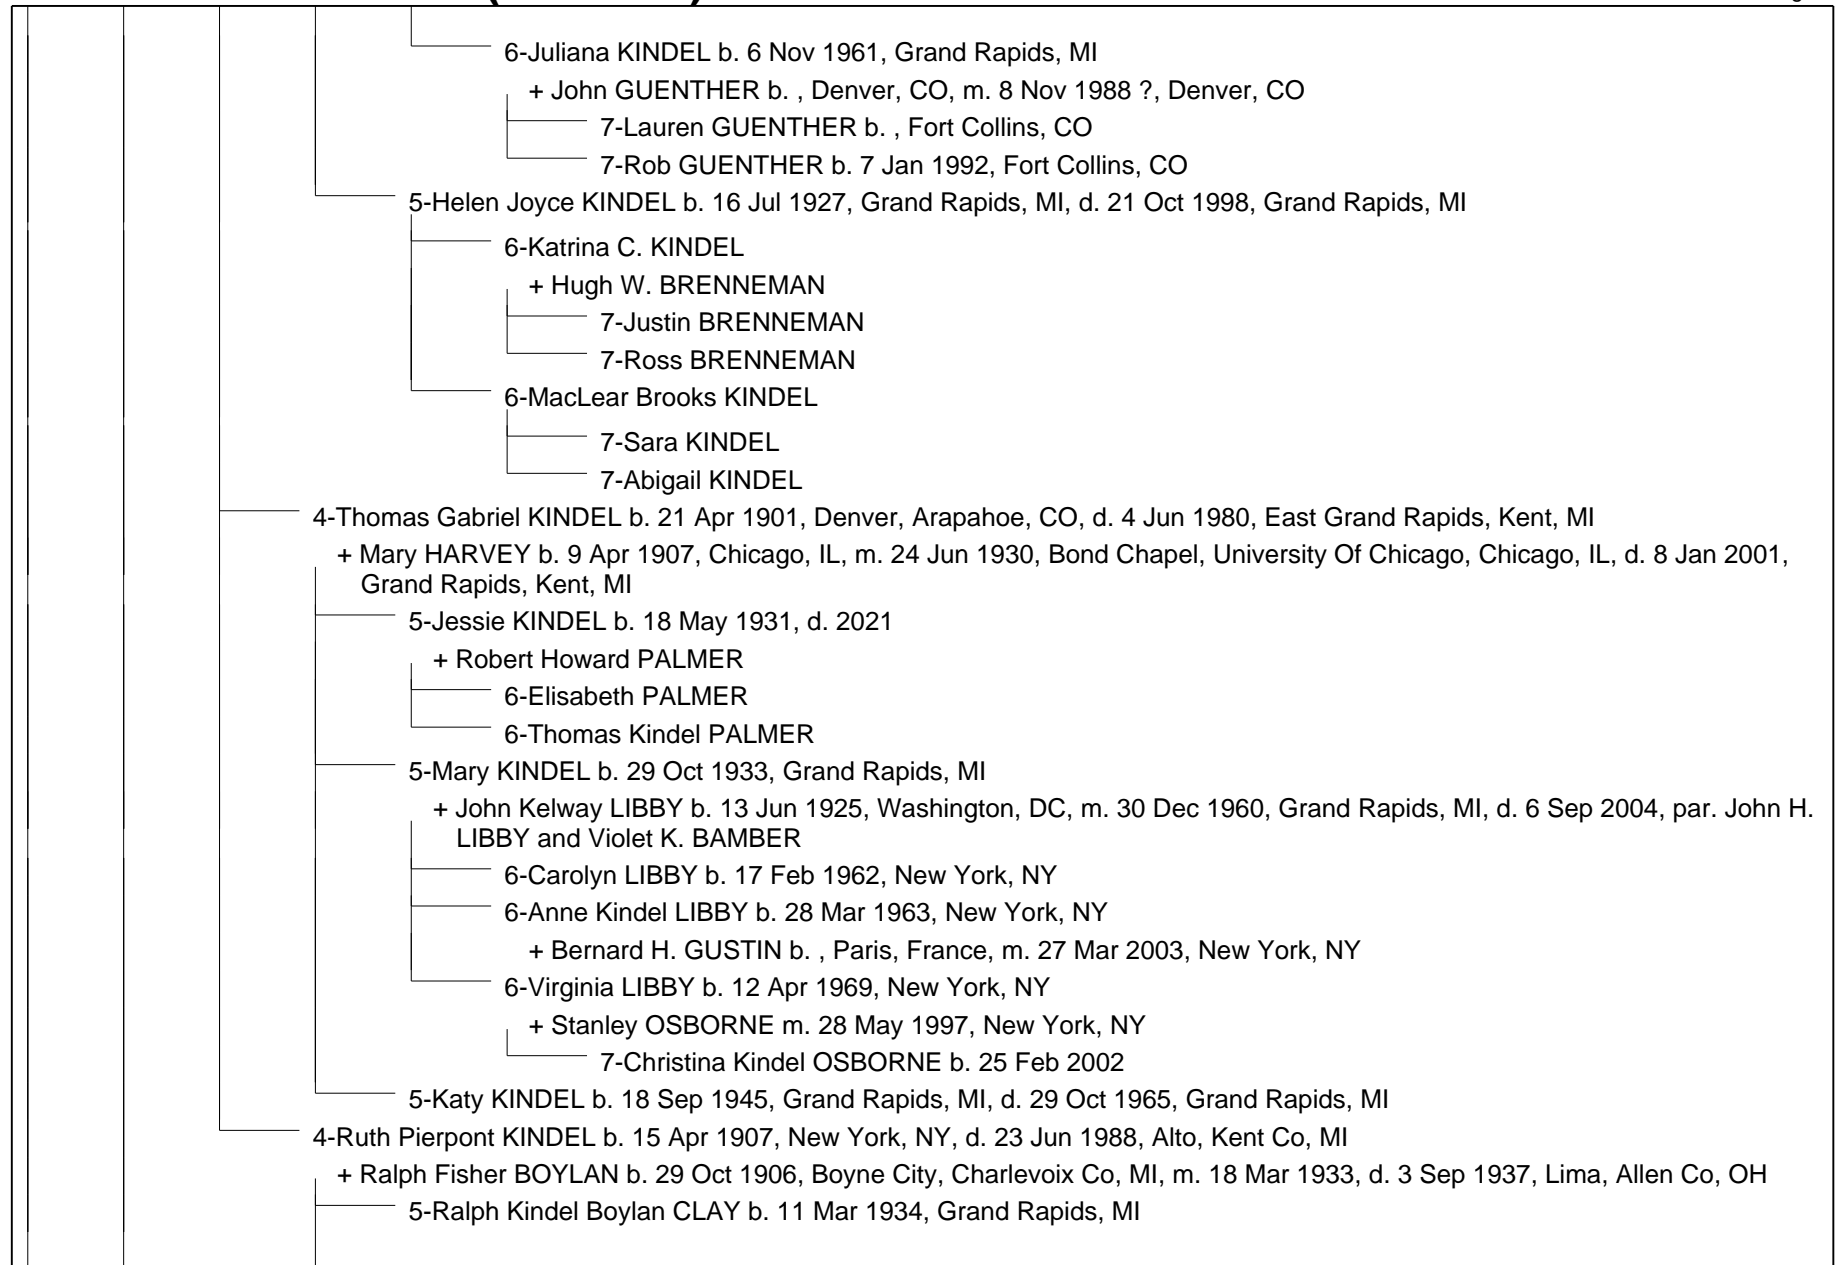 6-Juliana KINDEL b. 6 Nov 1961, Grand Rapids, MI
+ John GUENTHER b. , Denver, CO, m. 8 Nov 1988 ?, Denver, CO
7-Lauren GUENTHER b. , Fort Collins, CO
7-Rob GUENTHER b. 7 Jan 1992, Fort Collins, CO
5-Helen Joyce KINDEL b. 16 Jul 1927, Grand Rapids, MI, d. 21 Oct 1998, Grand Rapids, MI
6-Katrina C. KINDEL
+ Hugh W. BRENNEMAN
7-Justin BRENNEMAN
7-Ross BRENNEMAN
6-MacLear Brooks KINDEL
7-Sara KINDEL
7-Abigail KINDEL
4-Thomas Gabriel KINDEL b. 21 Apr 1901, Denver, Arapahoe, CO, d. 4 Jun 1980, East Grand Rapids, Kent, MI
+ Mary HARVEY b. 9 Apr 1907, Chicago, IL, m. 24 Jun 1930, Bond Chapel, University Of Chicago, Chicago, IL, d. 8 Jan 2001,
Grand Rapids, Kent, MI
5-Jessie KINDEL b. 18 May 1931, d. 2021
+ Robert Howard PALMER
6-Elisabeth PALMER
6-Thomas Kindel PALMER
5-Mary KINDEL b. 29 Oct 1933, Grand Rapids, MI
+ John Kelway LIBBY b. 13 Jun 1925, Washington, DC, m. 30 Dec 1960, Grand Rapids, MI, d. 6 Sep 2004, par. John H.
LIBBY and Violet K. BAMBER
6-Carolyn LIBBY b. 17 Feb 1962, New York, NY
6-Anne Kindel LIBBY b. 28 Mar 1963, New York, NY
+ Bernard H. GUSTIN b. , Paris, France, m. 27 Mar 2003, New York, NY
6-Virginia LIBBY b. 12 Apr 1969, New York, NY
+ Stanley OSBORNE m. 28 May 1997, New York, NY
7-Christina Kindel OSBORNE b. 25 Feb 2002
5-Katy KINDEL b. 18 Sep 1945, Grand Rapids, MI, d. 29 Oct 1965, Grand Rapids, MI
4-Ruth Pierpont KINDEL b. 15 Apr 1907, New York, NY, d. 23 Jun 1988, Alto, Kent Co, MI
+ Ralph Fisher BOYLAN b. 29 Oct 1906, Boyne City, Charlevoix Co, MI, m. 18 Mar 1933, d. 3 Sep 1937, Lima, Allen Co, OH
5-Ralph Kindel Boylan CLAY b. 11 Mar 1934, Grand Rapids, MI